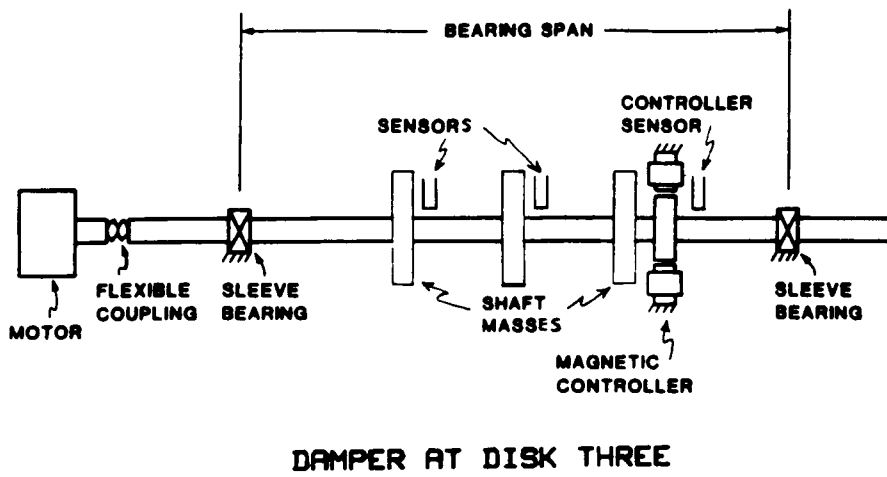 BEARING SPAN
SENSORS
CONTROLLER
SENSOR
MOTOR
FLEXIBLE
COUPLING
SLEEVE
BEARING
SHAFT
MASSES
MAGNETIC
CONTROLLER
SLEEVE
BEARING
DAMPER AT DISK THREE